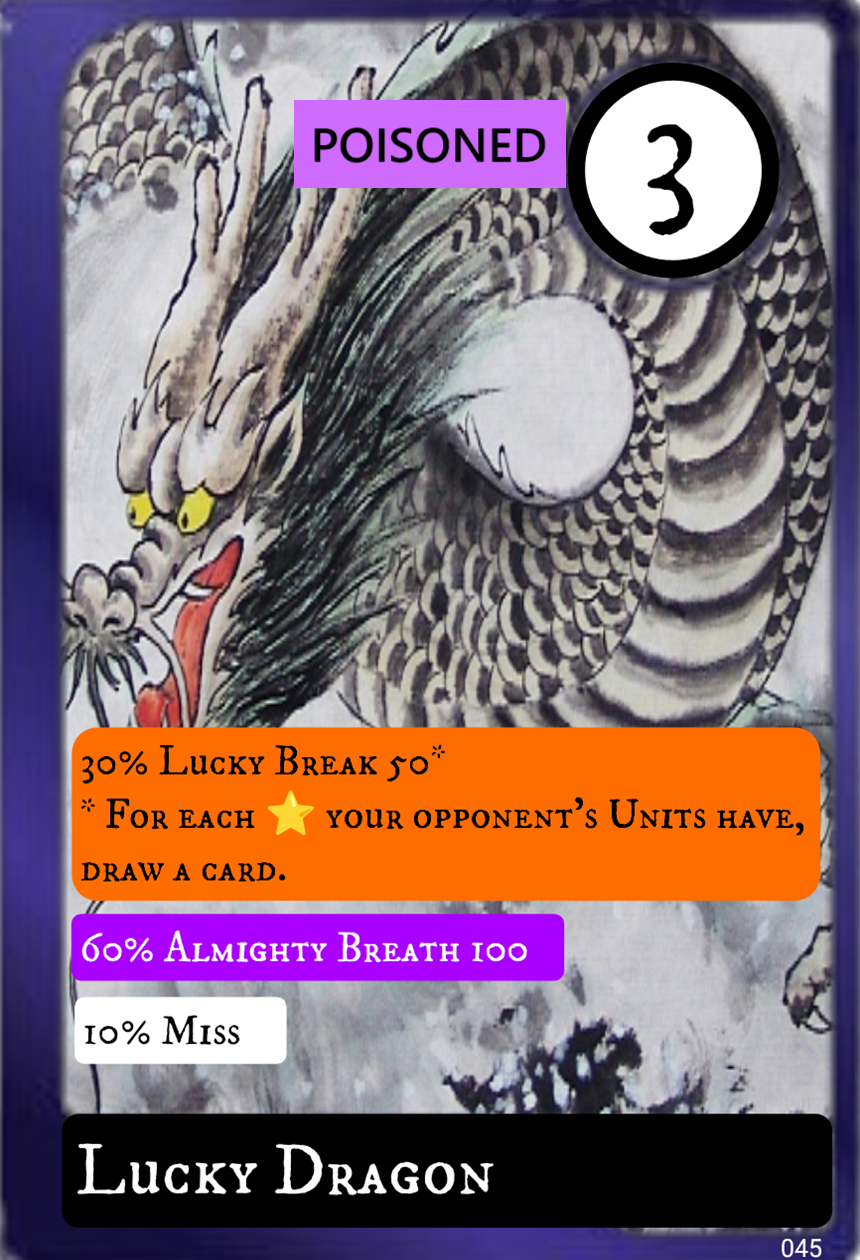 POISONED
3
30% Lucky Break 50*
* For each ⭐ your opponent's Units have,
draw a card.
60% Almighty Breath 100
10% Miss
Lucky Dragon
045